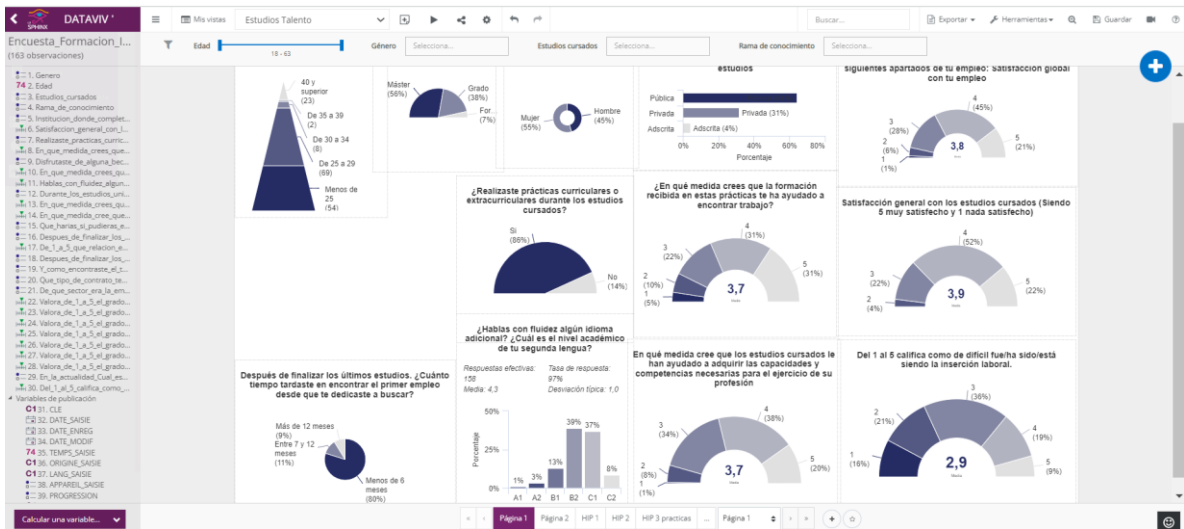 SPHINX
DATAVIV'
Mis vistas
Estudios Talento
Buscar...
Exportar
Herramientas
Guardar
Encuesta_Formacion_I...
(163 observaciones)
Edad
18 - 63
Género
Selecciona...
Estudios cursados
Selecciona...
Rama de conocimiento
Selecciona...
1. Genero
74 2. Edad
3. Estudios_cursados
4. Rama_de_conocimiento
5. Institucion_donde_complet...
6. Satisfaccion_general_con_l...
7. Realizaste_practicas_curric...
8. En_que_medida_crees_que...
9. Disfrutaste_de_alguna_bec...
10. En_que_medida_crees_qu...
11. Hablas_con_fluidez_algun...
12. Durante_los_estudios_uni...
13. En_que_medida_crees_qu...
14. En_que_medida_cree_que...
15. Que_harias_si_pudieras_e...
16. Despues_de_finalizar_los_...
17. De_1_a_5_que_relacion_e...
18. Despues_de_finalizar_los_...
19. Y_como_encontraste_el_t...
20. Que_tipo_de_contrato_te...
21. De_que_sector_era_la_em...
22. Valora_de_1_a_5_el_grado...
23. Valora_de_1_a_5_el_grado...
24. Valora_de_1_a_5_el_grado...
25. Valora_de_1_a_5_el_grado...
26. Valora_de_1_a_5_el_grado...
27. Valora_de_1_a_5_el_grado...
28. Valora_de_1_a_5_el_grado...
29. En_la_actualidad_Cual_es...
30. Del_1_al_5_califica_como_...
Variables de publicación
C1 31. CLE
32. DATE_SAISIE
33. DATE_ENREG
34. DATE_MODIF
74 35. TEMPS_SAISIE
C1 36. ORIGINE_SAISIE
C1 37. LANG_SAISIE
38. APPAREIL_SAISIE
39. PROGRESSION
Calcular una variable...
40 y
superior
(23)
De 35 a 39
(2)
De 30 a 34
(8)
De 25 a 29
(69)
Menos de
25
(54)
Máster
(56%)
Grado
(38%)
For...
(7%)
Mujer
(55%)
Hombre
(45%)
estudios
Pública
Privada
Privada (31%)
Adscrita
Adscrita (4%)
0% 20% 40% 60% 80%
Porcentaje
siguientes apartados de tu empleo: Satisfacción global
con tu empleo
4
(45%)
3
(28%)
2
(6%)
1
(1%)
5
(21%)
3,8
¿Realizaste prácticas curriculares o
extracurriculares durante los estudios
cursados?
Si
(86%)
No
(14%)
¿En qué medida crees que la formación
recibida en estas prácticas te ha ayudado a
encontrar trabajo?
4
(31%)
3
(22%)
2
(10%)
1
(5%)
5
(31%)
3,7
Media
Satisfacción general con los estudios cursados (Siendo
5 muy satisfecho y 1 nada satisfecho)
4
(52%)
3
(22%)
2
(4%)
5
(22%)
3,9
Media
Después de finalizar los últimos estudios. ¿Cuánto
tiempo tardaste en encontrar el primer empleo
desde que te dedicaste a buscar?
Más de 12 meses
(9%)
Entre 7 y 12
meses
(11%)
Menos de 6
meses
(80%)
¿Hablas con fluidez algún idioma
adicional? ¿Cuál es el nivel académico
de tu segunda lengua?
Respuestas efectivas:
158
Tasa de respuesta:
97%
Media: 4,3
Desviación típica: 1,0
Porcentaje
50%
25%
0%
1% 3% 13% 39% 37% 8%
A1 A2 B1 B2 C1 C2
En qué medida cree que los estudios cursados le
han ayudado a adquirir las capacidades y
competencias necesarias para el ejercicio de su
profesión
4
(38%)
3
(34%)
2
(8%)
1
(1%)
5
(20%)
3,7
Media
Del 1 al 5 califica como de difícil fue/ha sido/está
siendo la inserción laboral.
3
(36%)
2
(21%)
4
(19%)
1
(16%)
5
(9%)
2,9
Media
Página 1
Página 2
HIP 1
HIP 2
HIP 3 practicas
...
Página 1